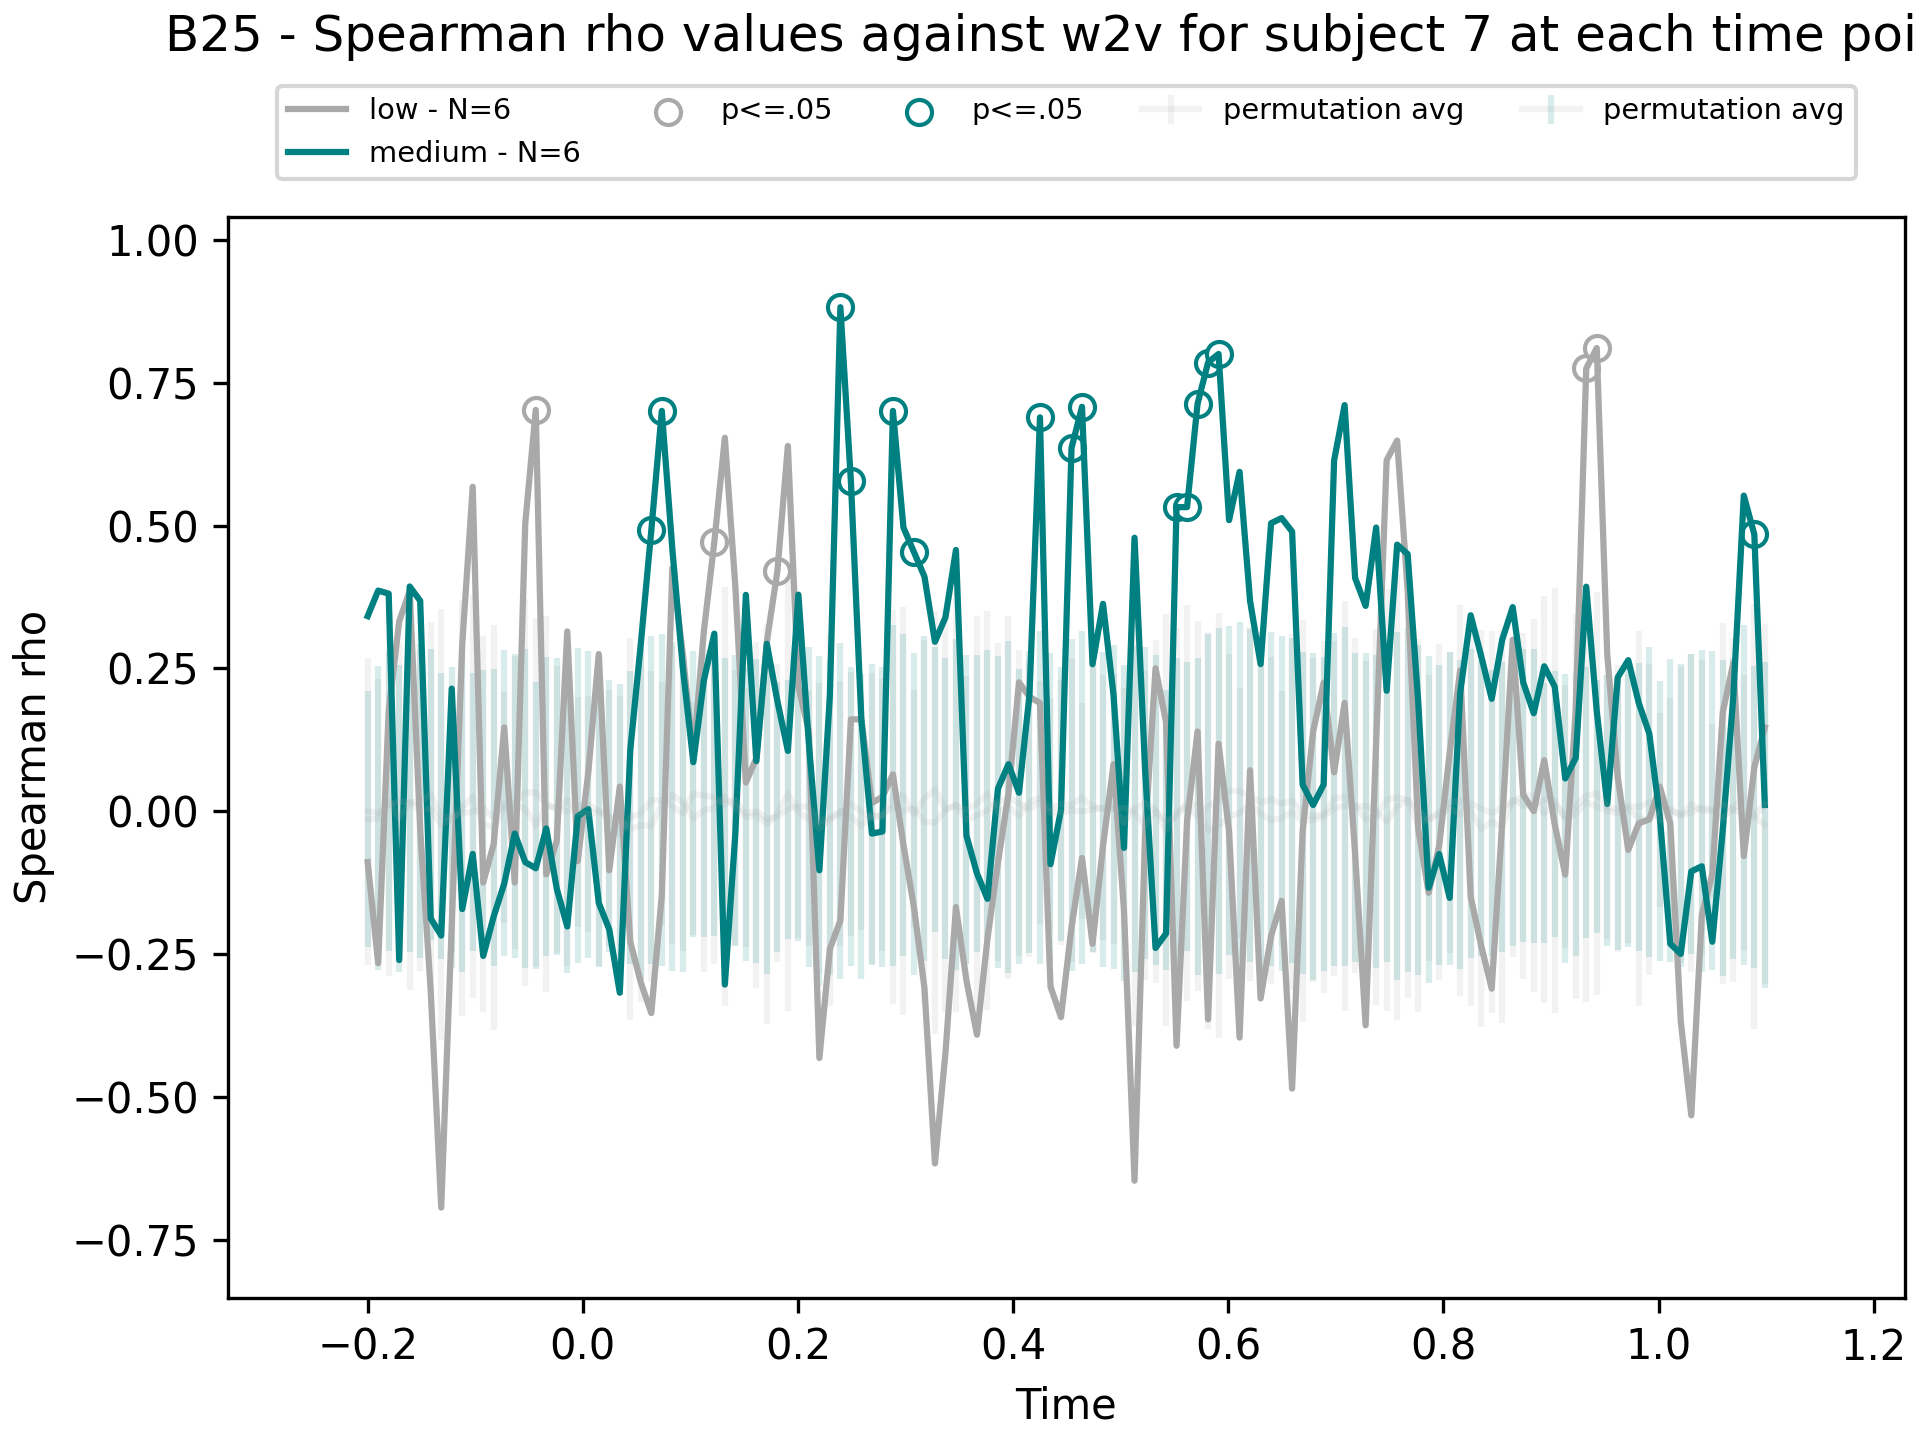 B25 - Spearman rho values against w2v for subject 7 at each time poi
low - N=6
medium - N=6
p<=.05
p<=.05
permutation avg
permutation avg
1.00
0.75
0.50
0.25
0.00
−0.25
−0.50
−0.75
Spearman rho
−0.2 0.0 0.2 0.4 0.6 0.8 1.0 1.2
Time